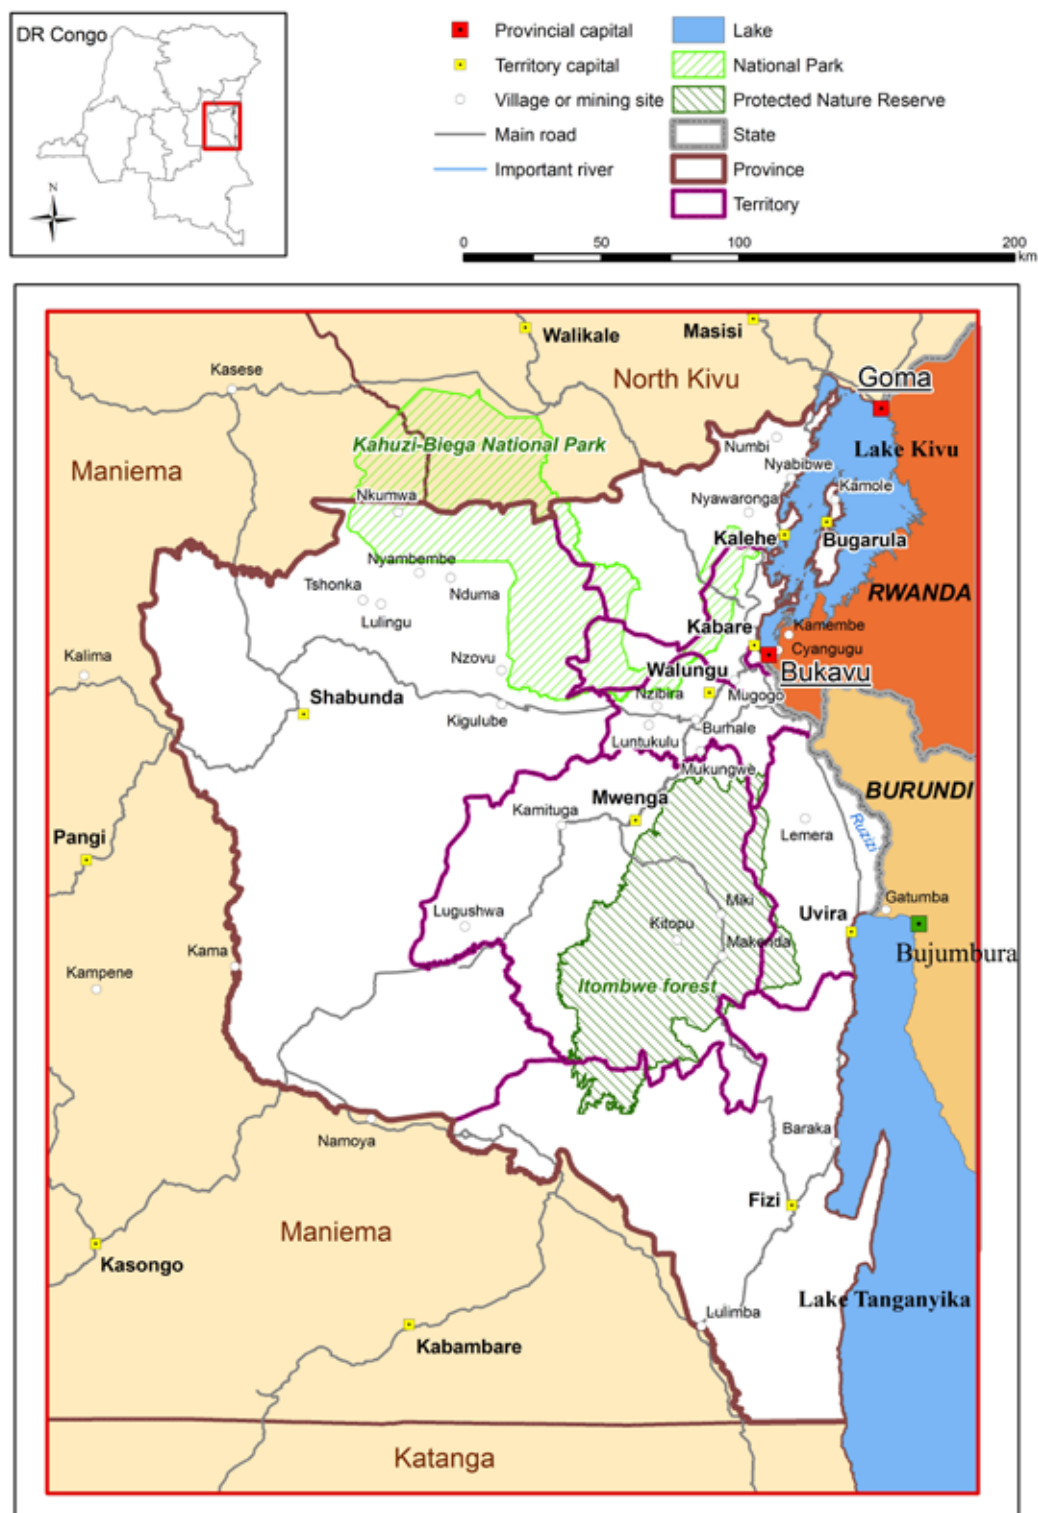 DR Congo
N
Provincial capital
Territory capital
Village or mining site
Main road
Important river
Lake
National Park
Protected Nature Reserve
State
Province
Territory
0 50 100 200
km
Walikale
Masisi
Kasese
North Kivu
Goma
Kahuzi-Biega National Park
Numbi
Lake Kivu
Maniema
Nyabibwe
Kamole
Nkumwa
Nyawaronga
Kalehe
Bugarula
Nyambembe
Tshonka
Nduma
RWANDA
Lulingu
Kabare
Kamembe
Cyangugu
Kalima
Nzovu
Walungu
Bukavu
Shabunda
Nzibira
Mugogo
Kigulube
Burhale
Luntukulu
Mukungwe
BURUNDI
Mwenga
Kamituga
Lemera
Ruzizi
Pangi
Gatumba
Miki
Lugushwa
Kitopu
Uvira
Makenda
Kama
Bujumbura
Kampene
Itombwe forest
Namoya
Baraka
Fizi
Maniema
Kasongo
Lake Tanganyika
Lulimba
Kabambare
Katanga